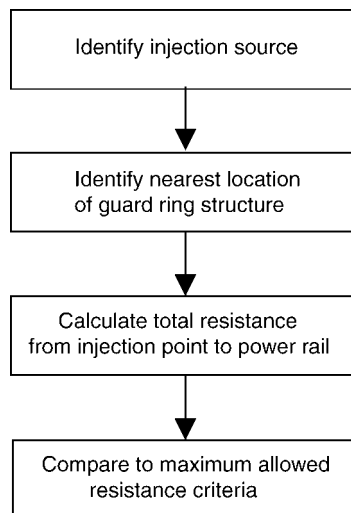 Identify injection source
Identify nearest location
of guard ring structure
Calculate total resistance
from injection point to power rail
Compare to maximum allowed
resistance criteria